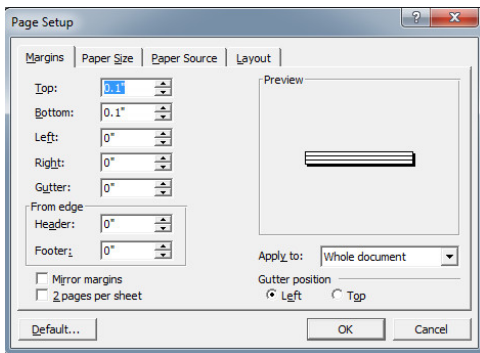 Page Setup
Margins Paper Size Paper Source Layout
Top: 0.1"
Bottom: 0.1"
Left: 0"
Right: 0"
Gutter: 0"
From edge
Header: 0"
Footer: 0"
Mirror margins
2 pages per sheet
Preview
Apply to: Whole document
Gutter position
Left Top
Default... OK Cancel